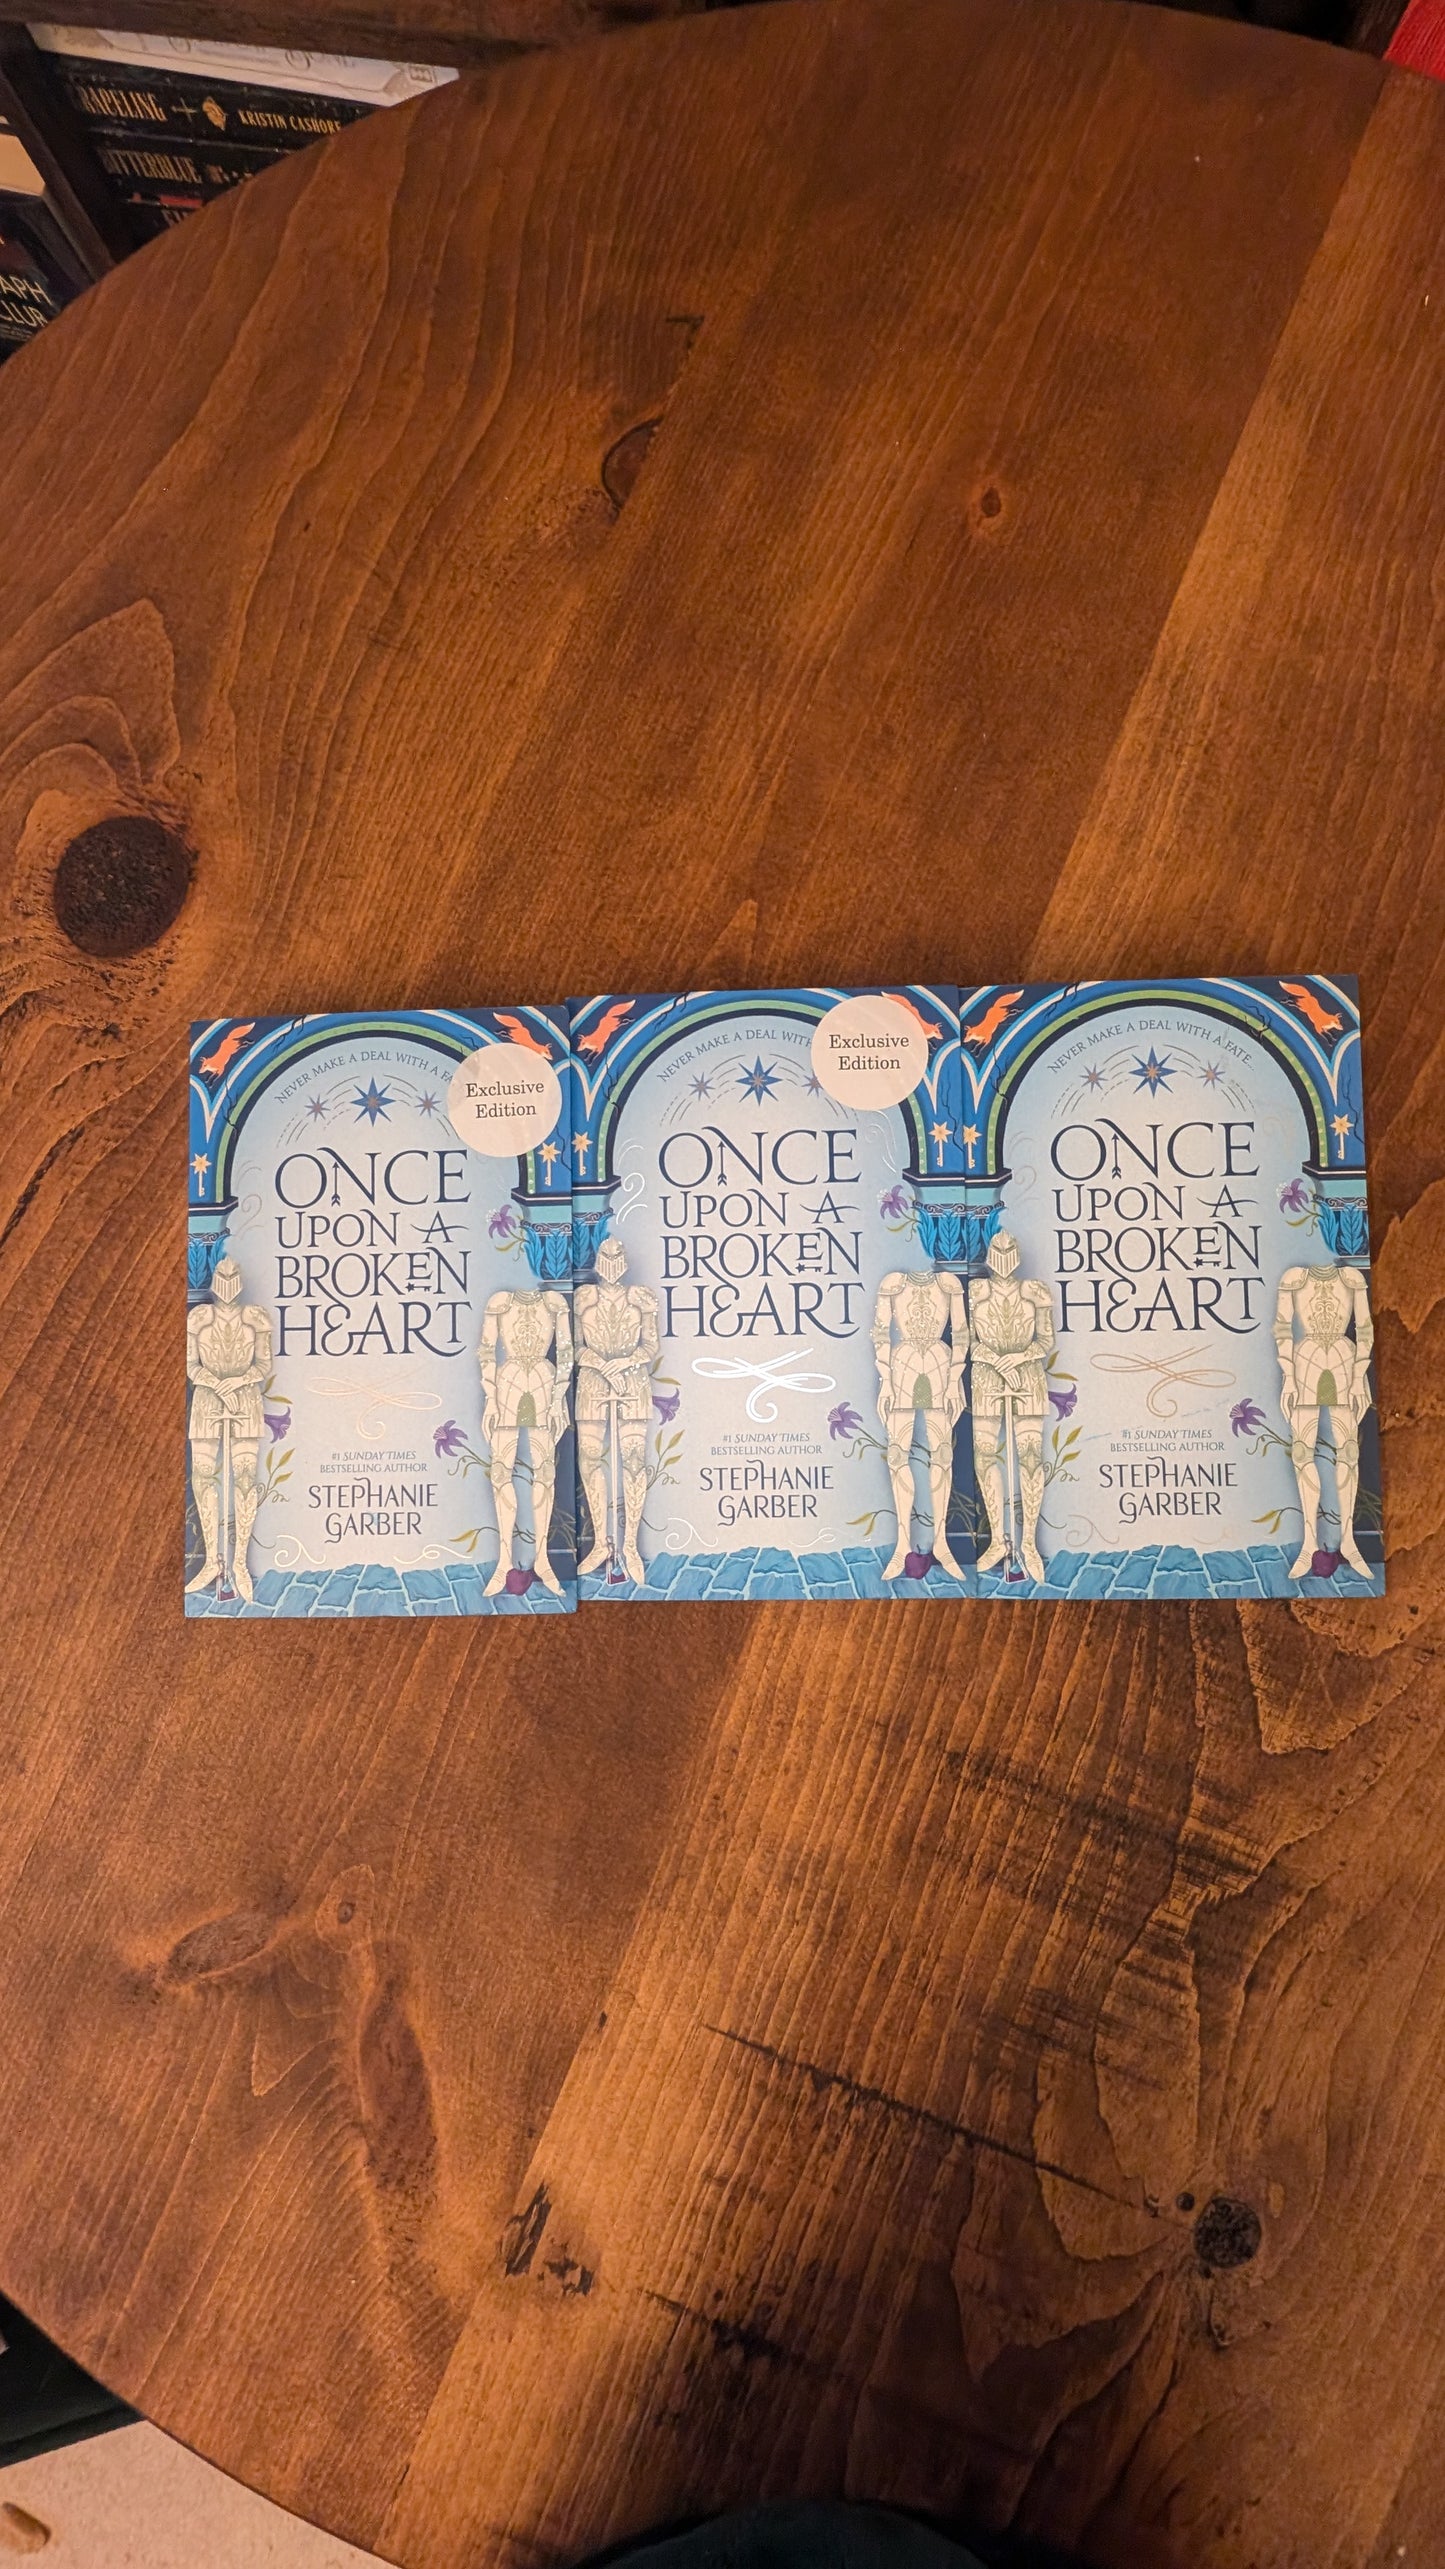 KRISTIN CASHORE
NEVER MAKE A DEAL WITH A
Exclusive
Edition
ONCE
UPON A
BROKEN
HEART
#1 SUNDAY TIMES
BESTSELLING AUTHOR
STEPHANIE
GARBER
NEVER MAKE A DEAL WITH
Exclusive
Edition
ONCE
UPON A
BROKEN
HEART
#1 SUNDAY TIMES
BESTSELLING AUTHOR
STEPHANIE
GARBER
NEVER MAKE A DEAL WITH A FATE...
ONCE
UPON A
BROKEN
HEART
#1 SUNDAY TIMES
BESTSELLING AUTHOR
STEPHANIE
GARBER